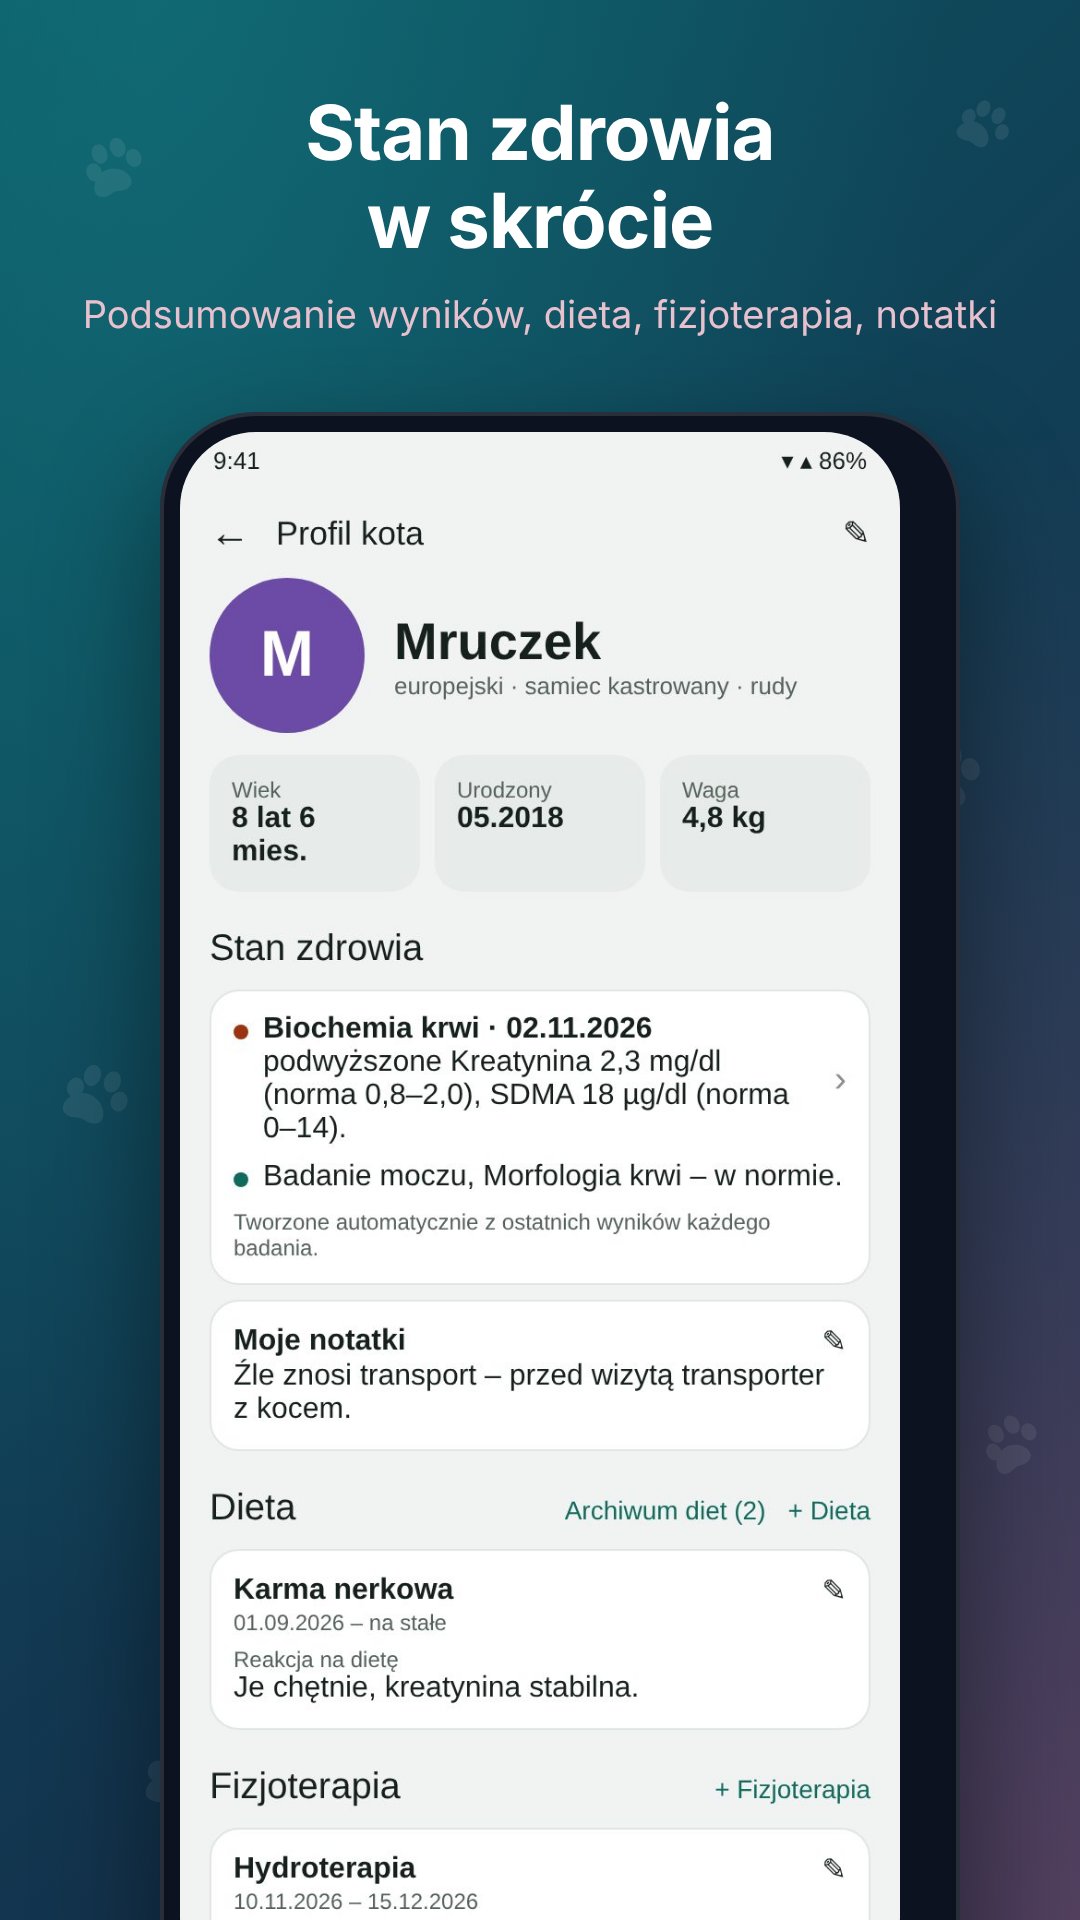 Stan zdrowia
w skrócie
Podsumowanie wyników, dieta, fizjoterapia, notatki
9:41
▾ ▴ 86%
← Profil kota ✎
M
Mruczek
europejski · samiec kastrowany · rudy
Wiek
8 lat 6
mies.
Urodzony
05.2018
Waga
4,8 kg
Stan zdrowia
Biochemia krwi · 02.11.2026
podwyższone Kreatynina 2,3 mg/dl
(norma 0,8–2,0), SDMA 18 µg/dl (norma
0–14).
›
Badanie moczu, Morfologia krwi – w normie.
Tworzone automatycznie z ostatnich wyników każdego
badania.
Moje notatki ✎
Źle znosi transport – przed wizytą transporter
z kocem.
Dieta Archiwum diet (2) + Dieta
Karma nerkowa ✎
01.09.2026 – na stałe
Reakcja na dietę
Je chętnie, kreatynina stabilna.
Fizjoterapia + Fizjoterapia
Hydroterapia ✎
10.11.2026 – 15.12.2026